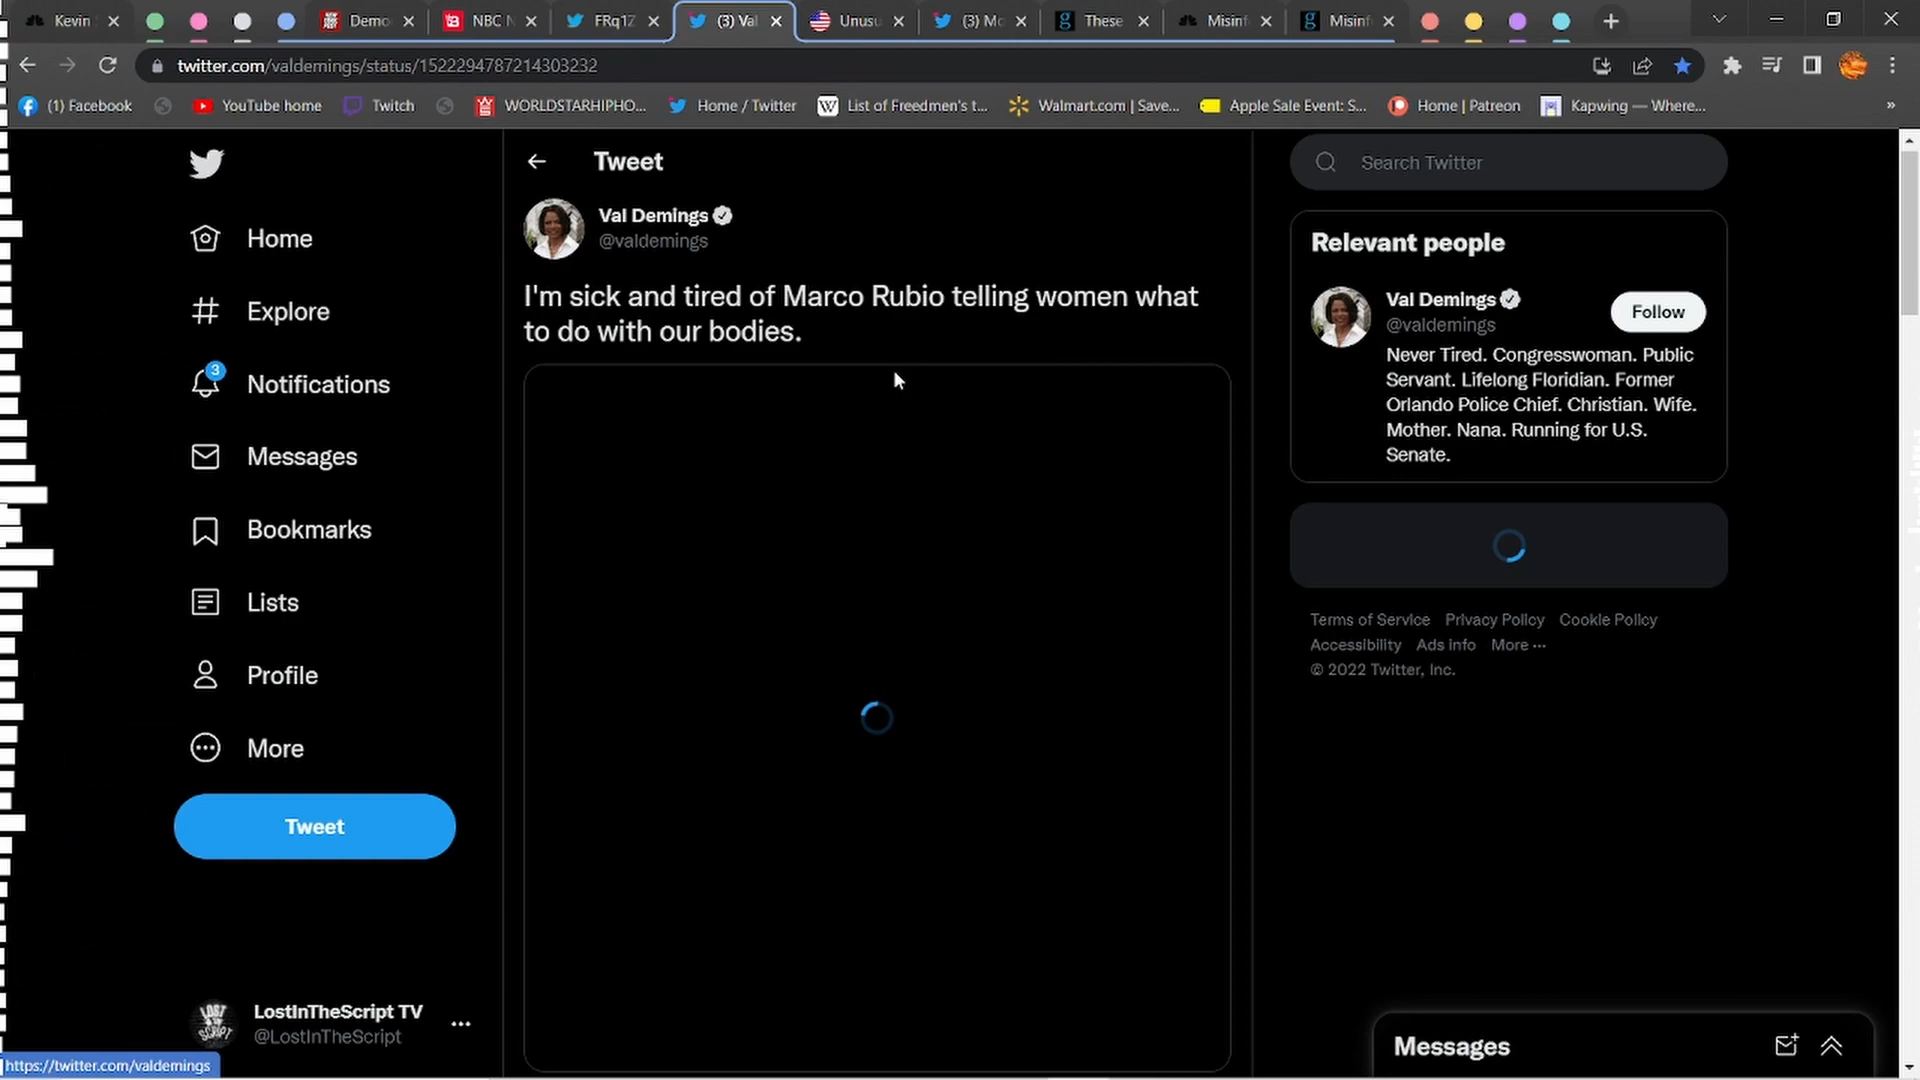 Kevin
Demo
NBC N
FRq1Z
(3) Val
Unusu
(3) Mc
These
Misinf
Misinf
twitter.com/valdemings/status/1522294787214303232
(1) Facebook
YouTube home
Twitch
WORLDSTARHIPHO...
Home / Twitter
List of Freedmen's t...
Walmart.com | Save...
Apple Sale Event: S...
Home | Patreon
Kapwing — Where...
Home
Explore
3
Notifications
Messages
Bookmarks
Lists
Profile
More
Tweet
LOST IN THE SCRIPT
LostInTheScript TV
@LostInTheScript
https://twitter.com/valdemings
Tweet
Val Demings
@valdemings
I'm sick and tired of Marco Rubio telling women what
to do with our bodies.
Search Twitter
Relevant people
Val Demings
@valdemings
Follow
Never Tired. Congresswoman. Public
Servant. Lifelong Floridian. Former
Orlando Police Chief. Christian. Wife.
Mother. Nana. Running for U.S.
Senate.
Terms of Service Privacy Policy Cookie Policy
Accessibility Ads info More ···
© 2022 Twitter, Inc.
Messages